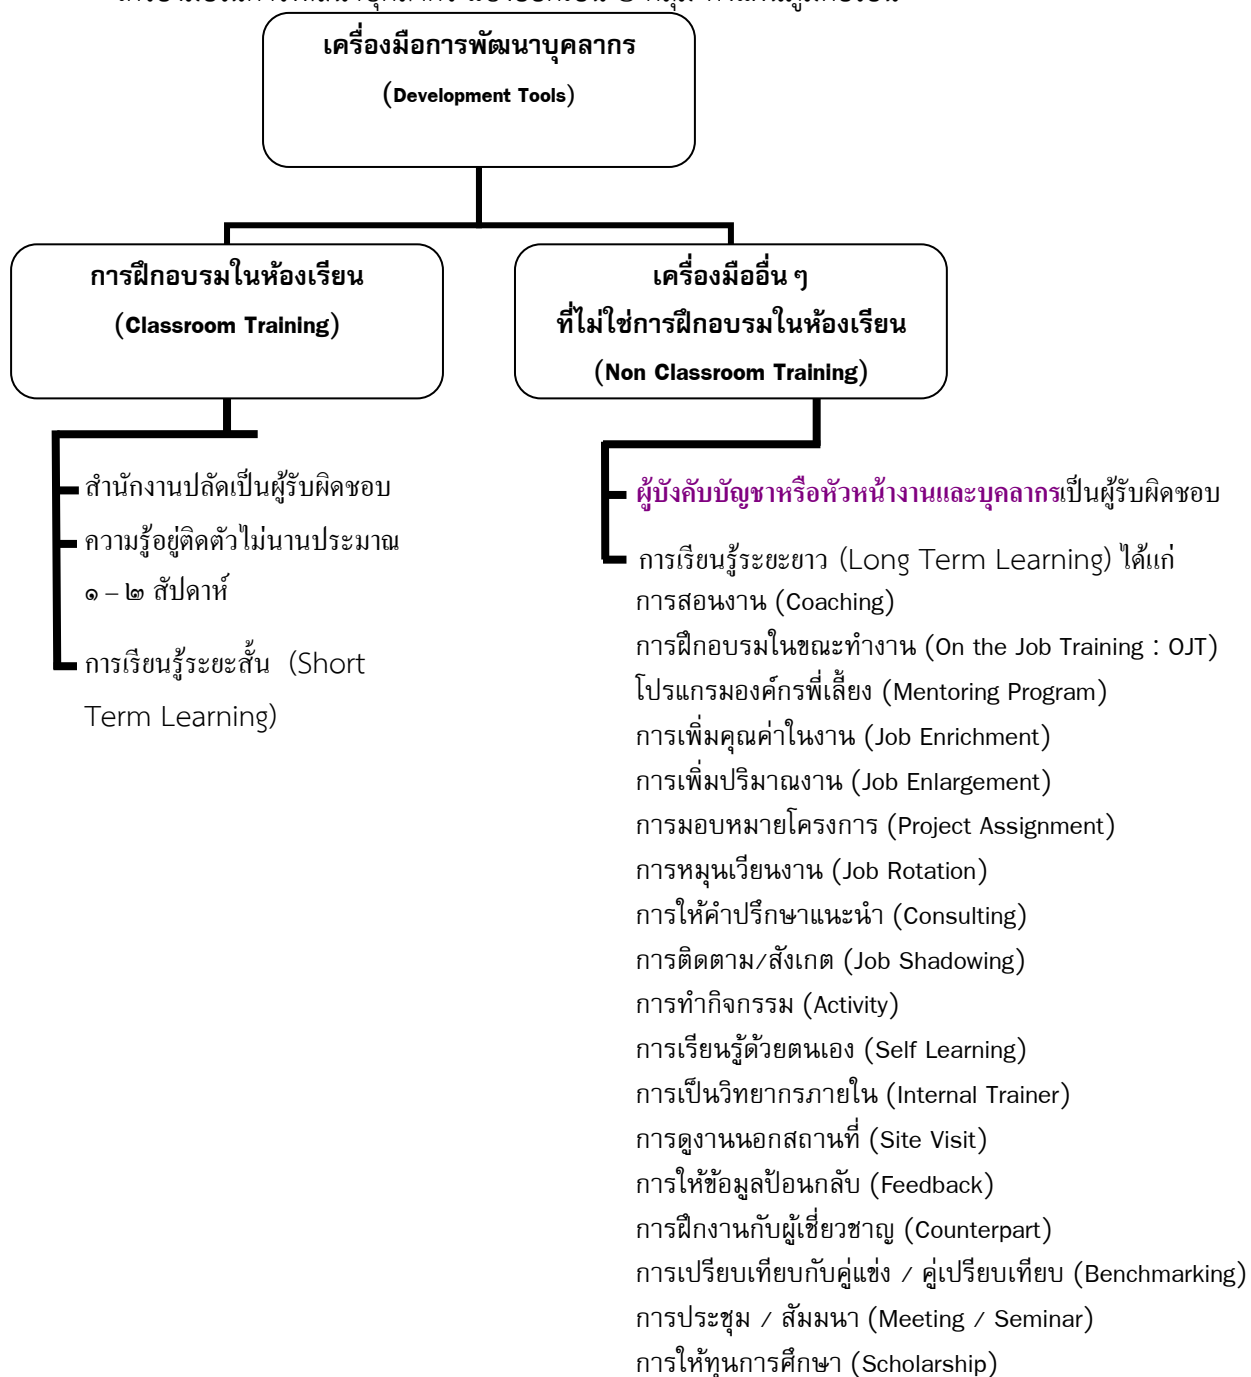 เครื่องมือการพัฒนาบุคลากร
(Development Tools)
การฝึกอบรมในห้องเรียน
(Classroom Training)
เครื่องมืออื่น ๆ
ที่ไม่ใช่การฝึกอบรมในห้องเรียน
(Non Classroom Training)
สำนักงานปลัดเป็นผู้รับผิดชอบ
ความรู้อยู่ติดตัวไม่นานประมาณ
๑ – ๒ สัปดาห์
การเรียนรู้ระยะสั้น (Short
Term Learning)
ผู้บังคับบัญชาหรือหัวหน้างานและบุคลากรเป็นผู้รับผิดชอบ
การเรียนรู้ระยะยาว (Long Term Learning) ได้แก่
การสอนงาน (Coaching)
การฝึกอบรมในขณะทำงาน (On the Job Training : OJT)
โปรแกรมองค์กรพี่เลี้ยง (Mentoring Program)
การเพิ่มคุณค่าในงาน (Job Enrichment)
การเพิ่มปริมาณงาน (Job Enlargement)
การมอบหมายโครงการ (Project Assignment)
การหมุนเวียนงาน (Job Rotation)
การให้คำปรึกษาแนะนำ (Consulting)
การติดตาม/สังเกต (Job Shadowing)
การทำกิจกรรม (Activity)
การเรียนรู้ด้วยตนเอง (Self Learning)
การเป็นวิทยากรภายใน (Internal Trainer)
การดูงานนอกสถานที่ (Site Visit)
การให้ข้อมูลป้อนกลับ (Feedback)
การฝึกงานกับผู้เชี่ยวชาญ (Counterpart)
การเปรียบเทียบกับคู่แข่ง / คู่เปรียบเทียบ (Benchmarking)
การประชุม / สัมมนา (Meeting / Seminar)
การให้ทุนการศึกษา (Scholarship)